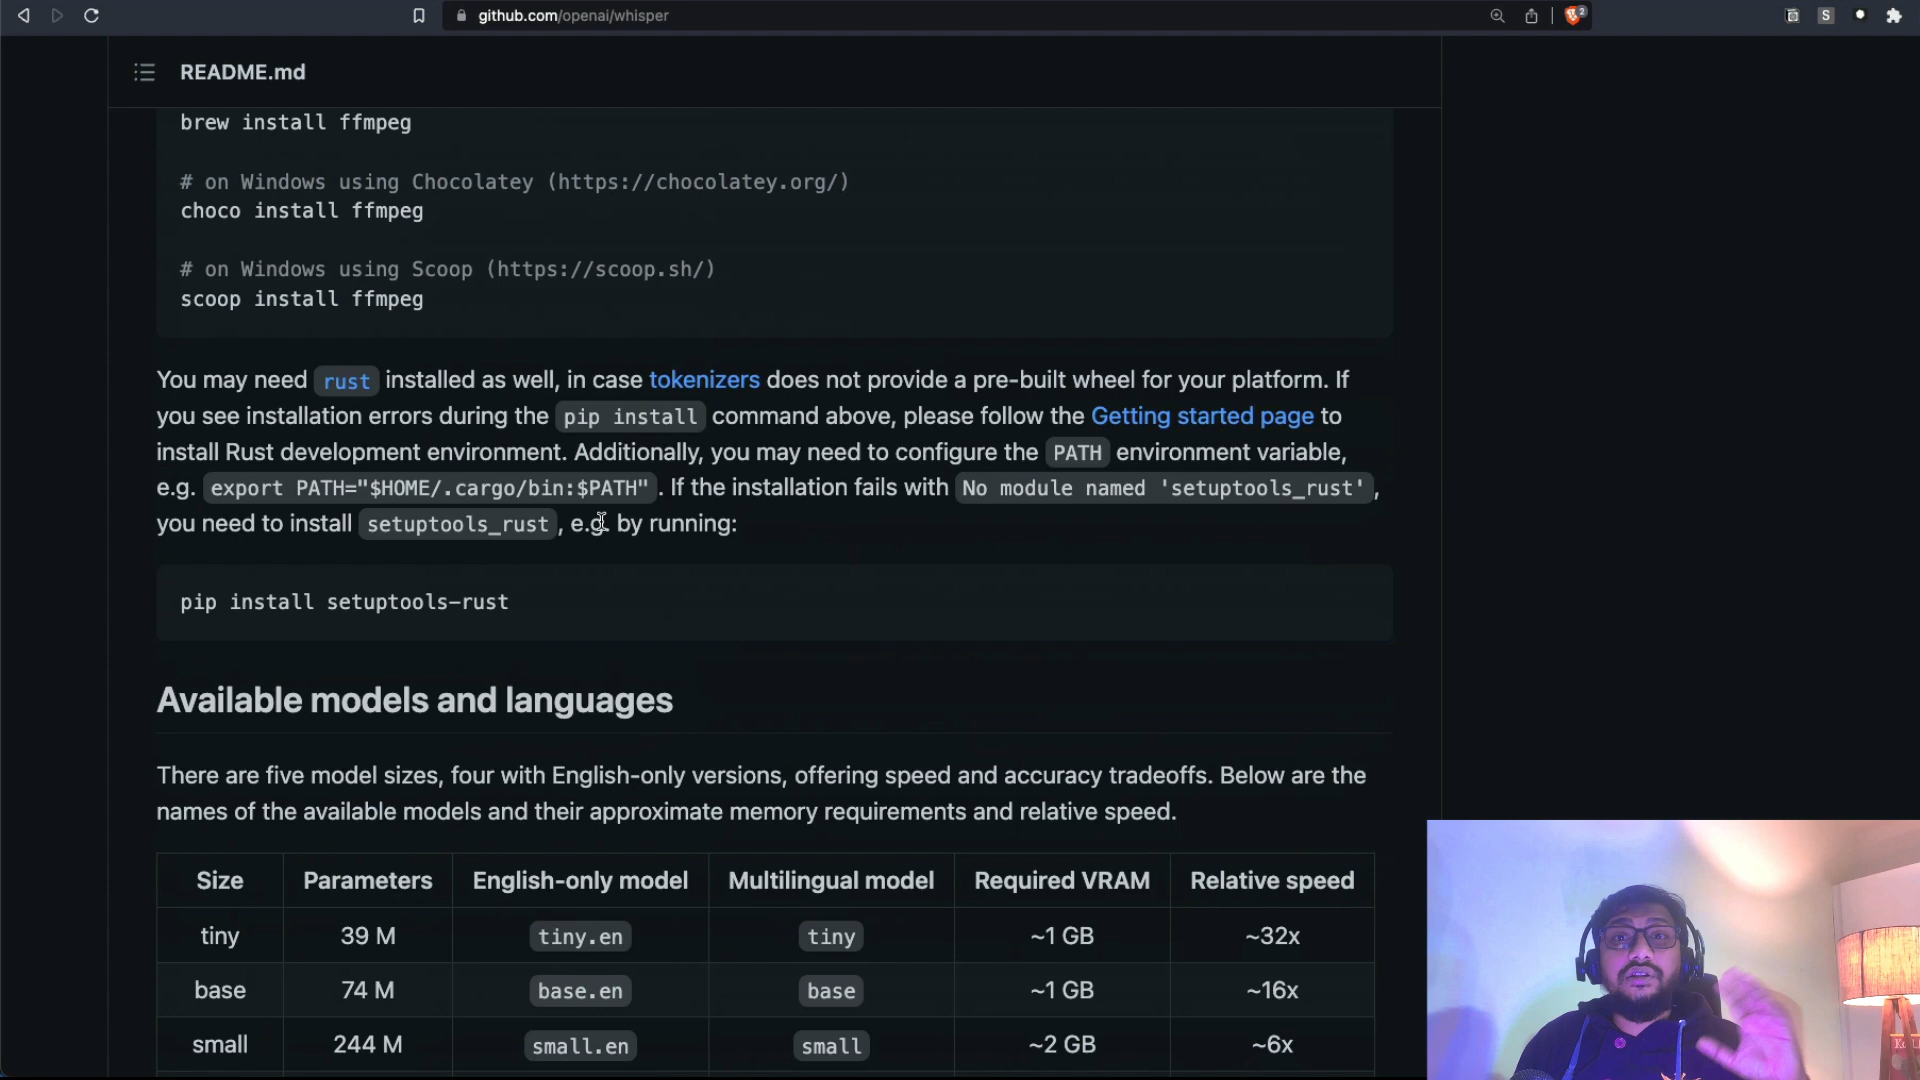 github.com/openai/whisper
2
S
README.md
brew install ffmpeg
# on Windows using Chocolatey (https://chocolatey.org/)
choco install ffmpeg
# on Windows using Scoop (https://scoop.sh/)
scoop install ffmpeg
You may need rust installed as well, in case tokenizers does not provide a pre-built wheel for your platform. If
you see installation errors during the pip install command above, please follow the Getting started page to
install Rust development environment. Additionally, you may need to configure the PATH environment variable,
e.g. export PATH="$HOME/.cargo/bin:$PATH" . If the installation fails with No module named 'setuptools_rust' ,
you need to install setuptools_rust , e.g. by running:
pip install setuptools-rust
Available models and languages
There are five model sizes, four with English-only versions, offering speed and accuracy tradeoffs. Below are the
names of the available models and their approximate memory requirements and relative speed.
Size Parameters English-only model Multilingual model Required VRAM Relative speed
tiny 39 M tiny.en tiny ~1 GB ~32x
base 74 M base.en base ~1 GB ~16x
small 244 M small.en small ~2 GB ~6x